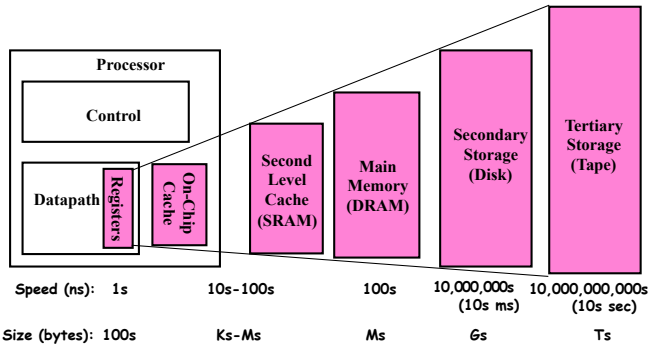 Processor
Control
Datapath
Registers
On-Chip
Cache
Second
Level
Cache
(SRAM)
Main
Memory
(DRAM)
Secondary
Storage
(Disk)
Tertiary
Storage
(Tape)
Speed (ns): 1s 10s-100s 100s 10,000,000s 10,000,000,000s
(10s ms) (10s sec)
Size (bytes): 100s Ks-Ms Ms Gs Ts